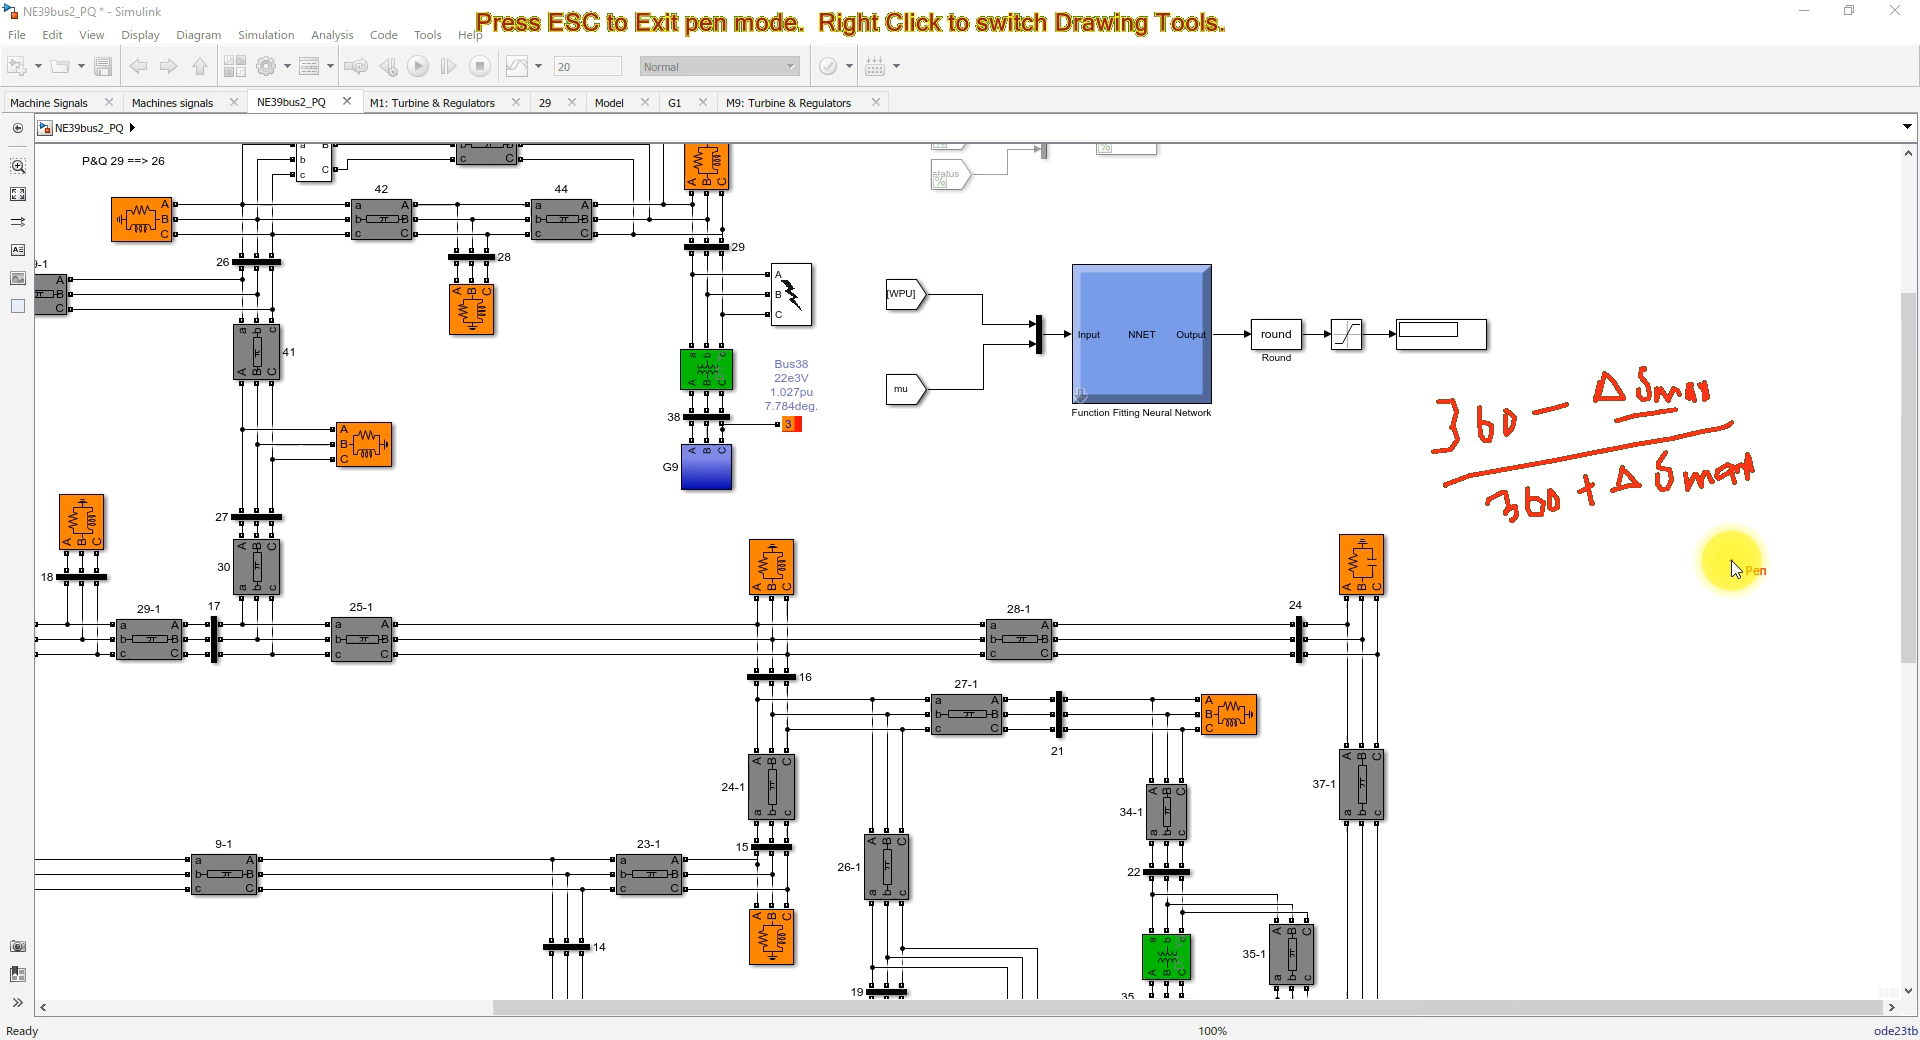 NE39bus2_PQ * - Simulink
Press ESC to Exit pen mode.  Right Click to switch Drawing Tools.
File Edit View Display Diagram Simulation Analysis Code Tools Help
20 Normal
Machine Signals Machines signals NE39bus2_PQ M1: Turbine & Regulators 29 Model G1 M9: Turbine & Regulators
NE39bus2_PQ
P&Q 29 ==> 26
status
42 44
26 28 29
9-1
41
[WPU]
mu
Input NNET Output
round
Round
Function Fitting Neural Network
Bus38
22e3V
1.027pu
7.784deg.
38 3
G9
360 - Δδmax
360 + Δδmax
Pen
27
30
18
29-1 17 25-1 28-1 24
16
27-1
21
24-1 34-1 37-1
9-1 23-1 15 26-1 22
14 35-1
19 35
Ready 100% ode23tb